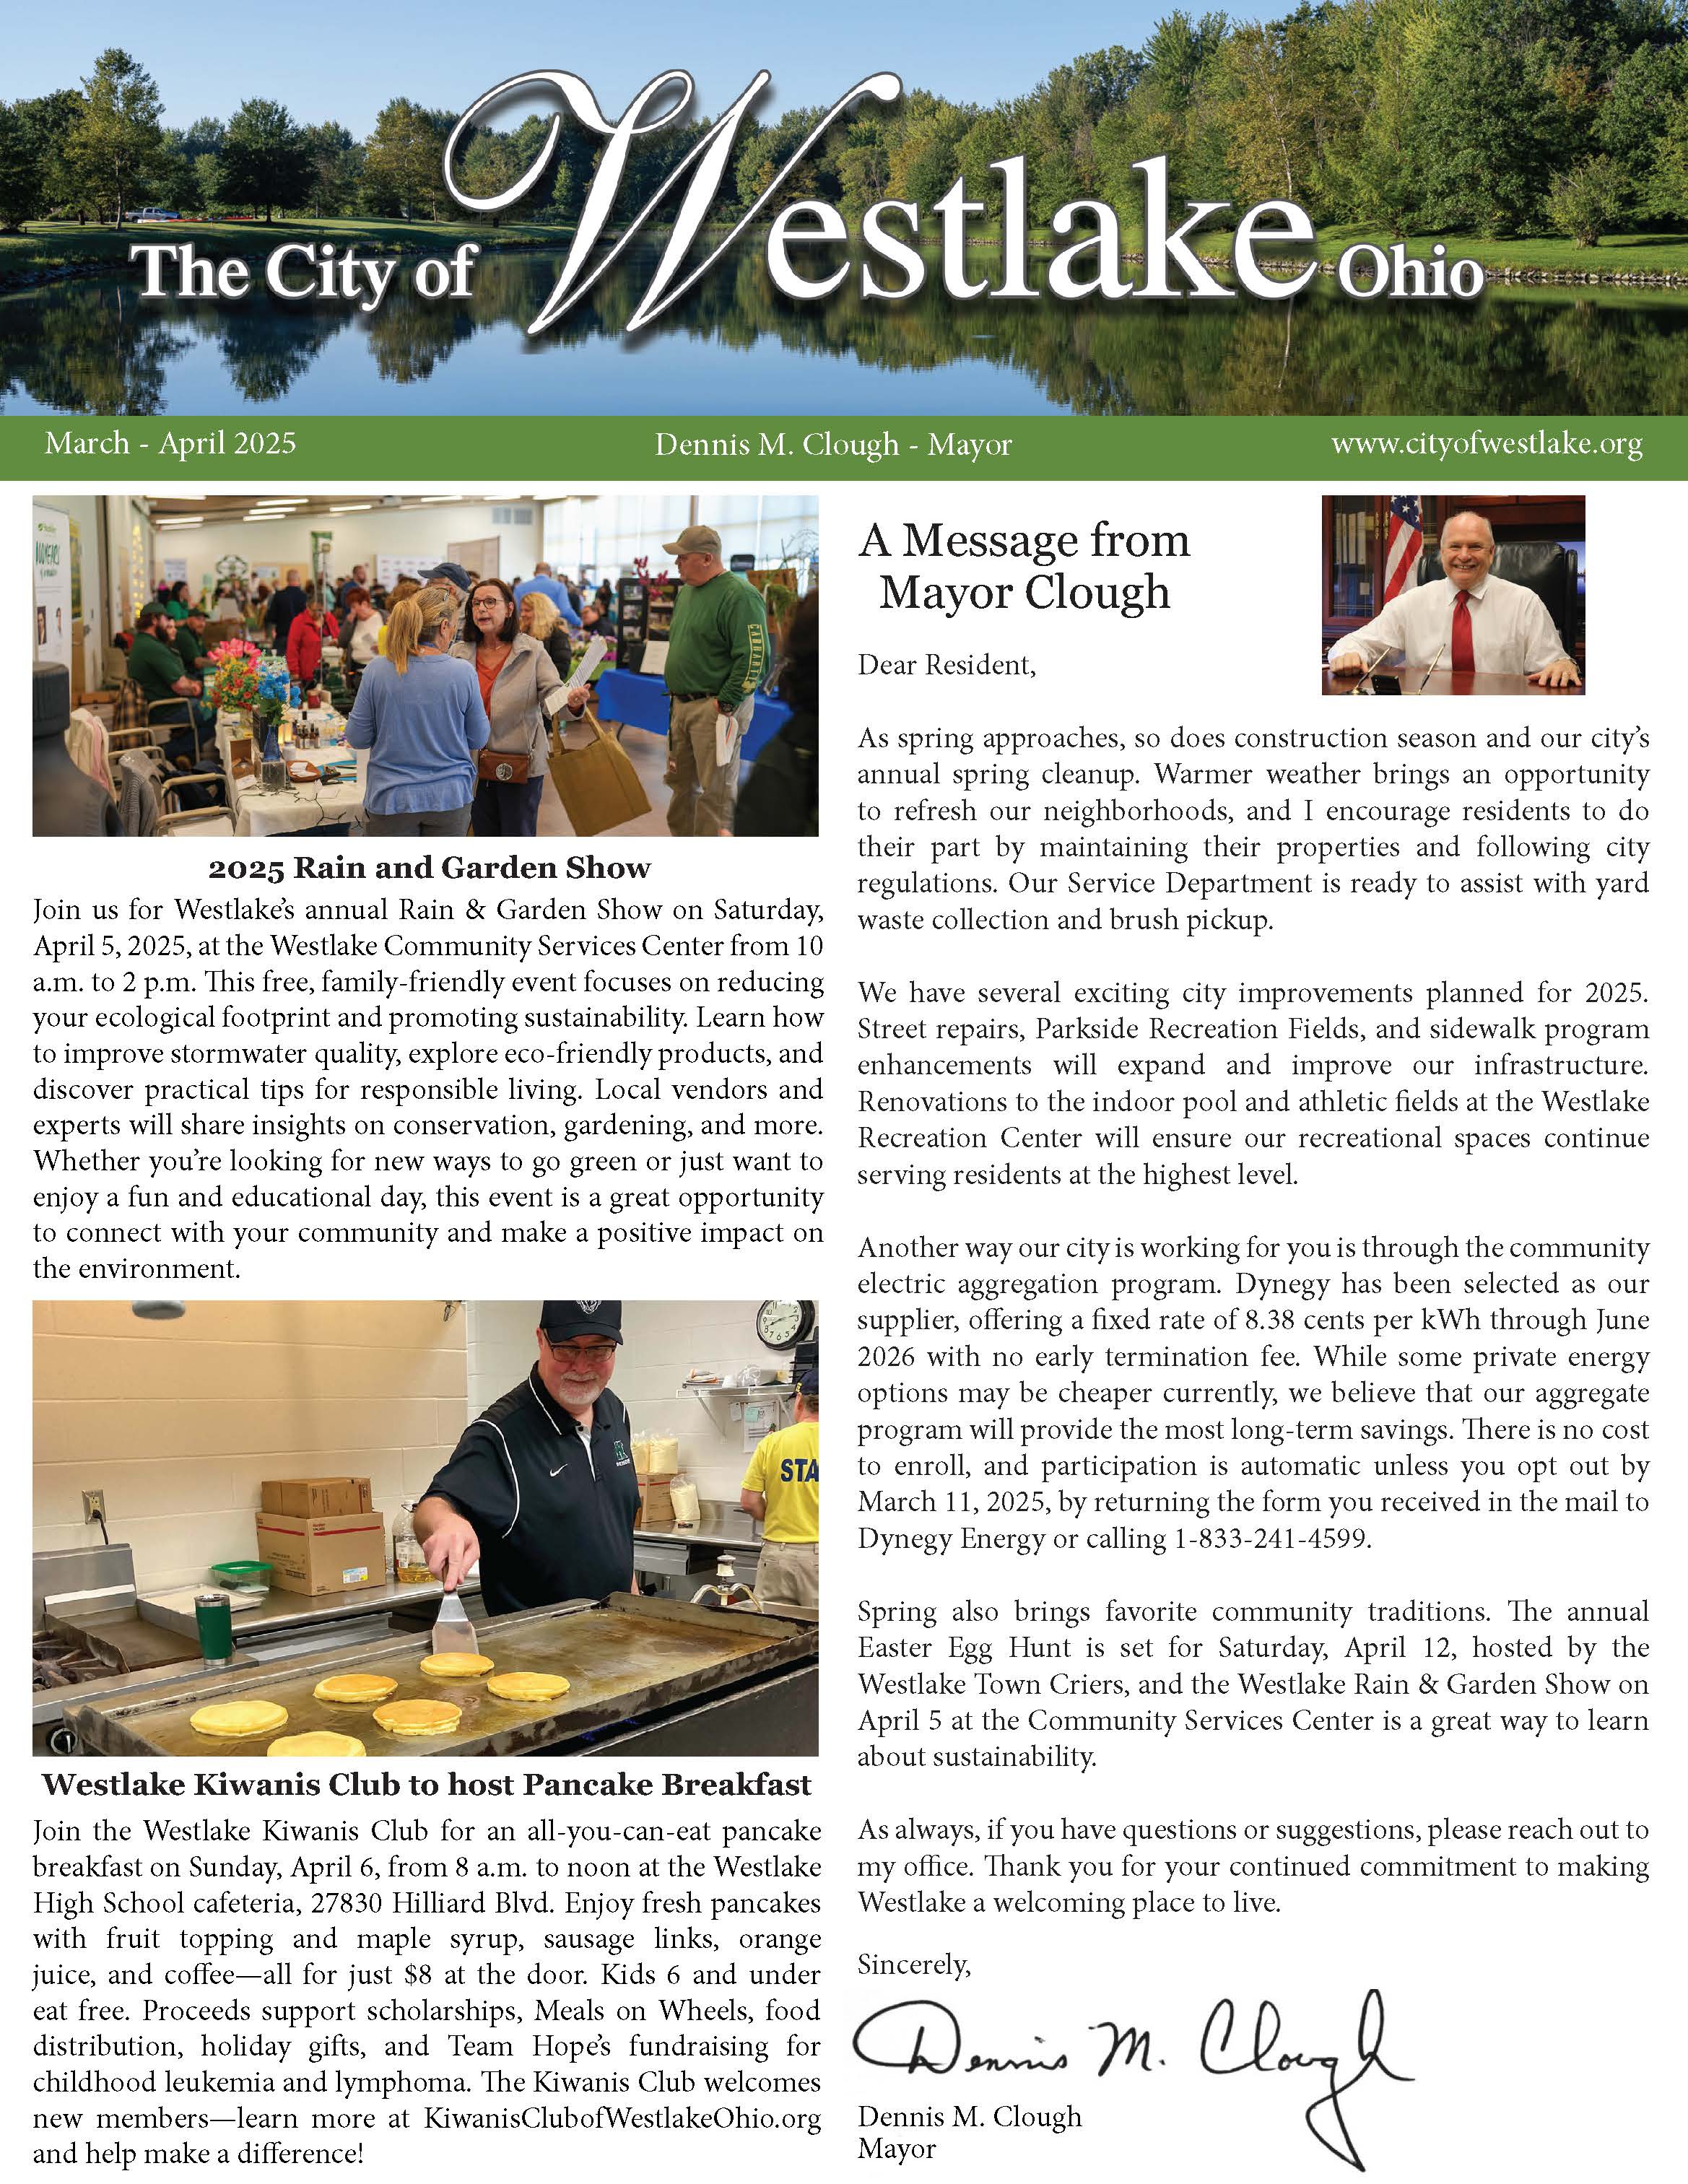 The City of Westlake Ohio
March - April 2025
Dennis M. Clough - Mayor
www.cityofwestlake.org
CABBARTT
2025 Rain and Garden Show
Join us for Westlake’s annual Rain & Garden Show on Saturday,
April 5, 2025, at the Westlake Community Services Center from 10
a.m. to 2 p.m. This free, family-friendly event focuses on reducing
your ecological footprint and promoting sustainability. Learn how
to improve stormwater quality, explore eco-friendly products, and
discover practical tips for responsible living. Local vendors and
experts will share insights on conservation, gardening, and more.
Whether you’re looking for new ways to go green or just want to
enjoy a fun and educational day, this event is a great opportunity
to connect with your community and make a positive impact on
the environment.
STA
Westlake Kiwanis Club to host Pancake Breakfast
Join the Westlake Kiwanis Club for an all-you-can-eat pancake
breakfast on Sunday, April 6, from 8 a.m. to noon at the Westlake
High School cafeteria, 27830 Hilliard Blvd. Enjoy fresh pancakes
with fruit topping and maple syrup, sausage links, orange
juice, and coffee—all for just $8 at the door. Kids 6 and under
eat free. Proceeds support scholarships, Meals on Wheels, food
distribution, holiday gifts, and Team Hope’s fundraising for
childhood leukemia and lymphoma. The Kiwanis Club welcomes
new members—learn more at KiwanisClubofWestlakeOhio.org
and help make a difference!
A Message from
Mayor Clough
Dear Resident,
As spring approaches, so does construction season and our city’s
annual spring cleanup. Warmer weather brings an opportunity
to refresh our neighborhoods, and I encourage residents to do
their part by maintaining their properties and following city
regulations. Our Service Department is ready to assist with yard
waste collection and brush pickup.
We have several exciting city improvements planned for 2025.
Street repairs, Parkside Recreation Fields, and sidewalk program
enhancements will expand and improve our infrastructure.
Renovations to the indoor pool and athletic fields at the Westlake
Recreation Center will ensure our recreational spaces continue
serving residents at the highest level.
Another way our city is working for you is through the community
electric aggregation program. Dynegy has been selected as our
supplier, offering a fixed rate of 8.38 cents per kWh through June
2026 with no early termination fee. While some private energy
options may be cheaper currently, we believe that our aggregate
program will provide the most long-term savings. There is no cost
to enroll, and participation is automatic unless you opt out by
March 11, 2025, by returning the form you received in the mail to
Dynegy Energy or calling 1-833-241-4599.
Spring also brings favorite community traditions. The annual
Easter Egg Hunt is set for Saturday, April 12, hosted by the
Westlake Town Criers, and the Westlake Rain & Garden Show on
April 5 at the Community Services Center is a great way to learn
about sustainability.
As always, if you have questions or suggestions, please reach out to
my office. Thank you for your continued commitment to making
Westlake a welcoming place to live.
Sincerely,
Dennis M. Clough
Dennis M. Clough
Mayor